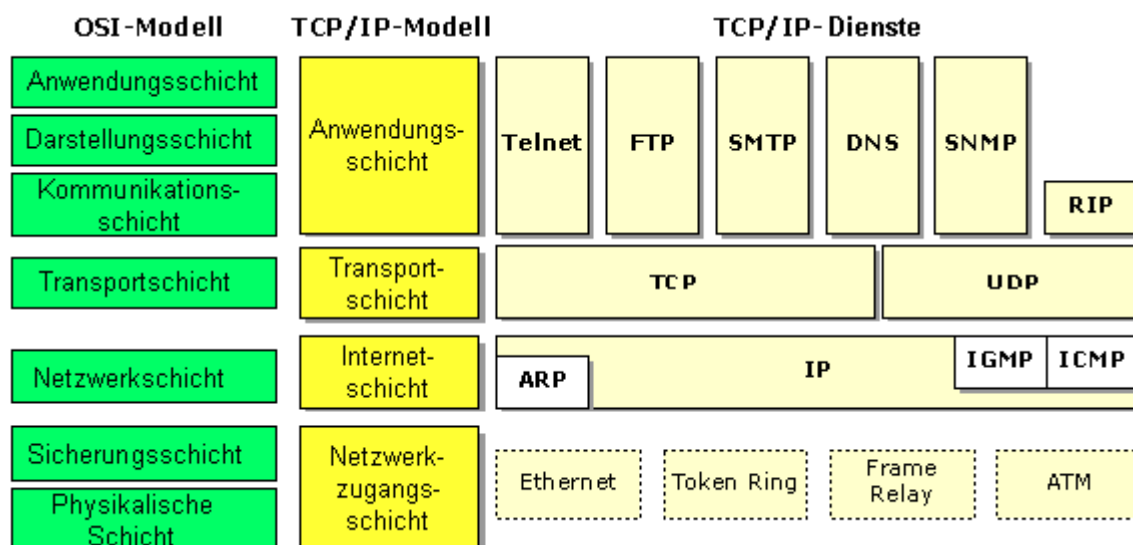 OSI-Modell TCP/IP-Modell TCP/IP-Dienste
Anwendungsschicht
Darstellungsschicht
Kommunikations-
schicht
Transportschicht
Netzwerkschicht
Sicherungsschicht
Physikalische
Schicht
Anwendungs-
schicht
Transport-
schicht
Internet-
schicht
Netzwerk-
zugangs-
schicht
Telnet FTP SMTP DNS SNMP
RIP
TCP UDP
ARP IP IGMP ICMP
Ethernet Token Ring Frame
Relay ATM